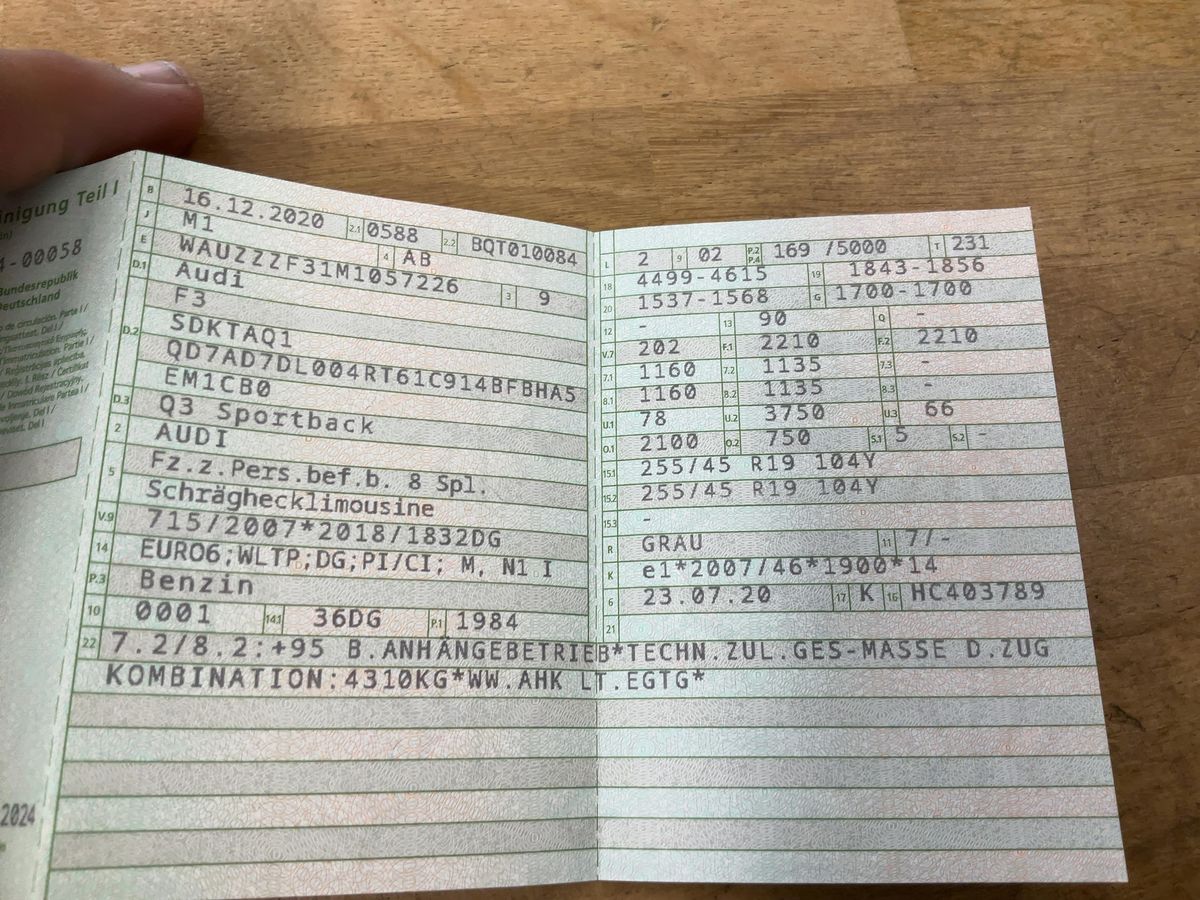 inigung Teil I
4-00058
Bundesrepublik
Deutschland
2024
B 16.12.2020 2.1 0588 2.2 BQT010084
J M1 4 AB
E WAUZZZF31M1057226 3 9
D.1 Audi
F3
D.2 SDKTAQ1
QD7AD7DL004RT61C914BFBHA5
EM1CB0
D.3 Q3 Sportback
2 AUDI
5 Fz.z.Pers.bef.b. 8 Spl.
Schräghecklimousine
V.9 715/2007*2018/1832DG
14 EURO6;WLTP;DG;PI/CI; M, N1 I
P.3 Benzin
10 0001 14.1 36DG P.1 1984
L 2 9 02 P.2 P.4 169 /5000 T 231
18 4499-4615 19 1843-1856
20 1537-1568 G 1700-1700
12 - 13 90 Q -
V.7 202 F.1 2210 F.2 2210
7.1 1160 7.2 1135 7.3 -
8.1 1160 8.2 1135 8.3 -
U.1 78 U.2 3750 U.3 66
O.1 2100 O.2 750 S.1 5 S.2 -
15.1 255/45 R19 104Y
15.2 255/45 R19 104Y
15.3 -
R GRAU 11 7/-
K e1*2007/46*1900*14
6 23.07.20 17 K 16 HC403789
21
22 7.2/8.2:+95 B.ANHÄNGEBETRIEB*TECHN.ZUL.GES-MASSE D.ZUG
KOMBINATION:4310KG*WW.AHK LT.EGTG*